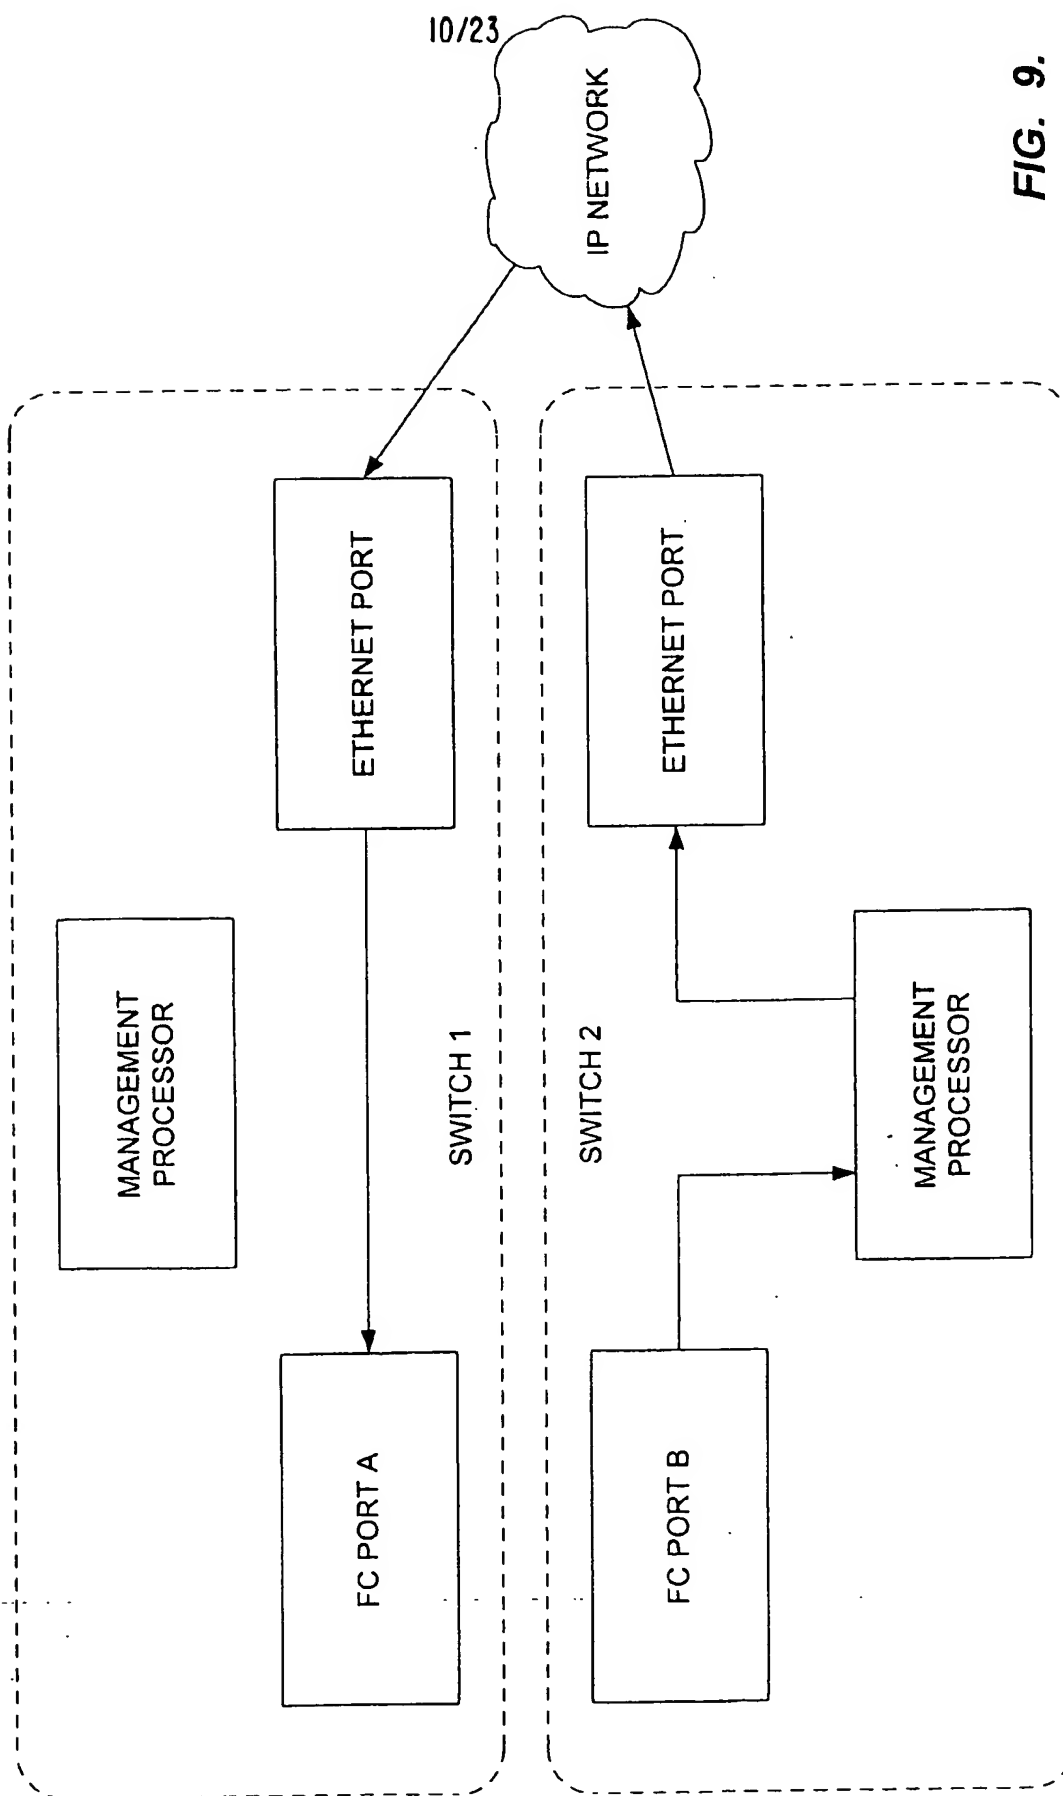 10/23
MANAGEMENT
PROCESSOR
FC PORT A
ETHERNET PORT
SWITCH 1
IP NETWORK
SWITCH 2
FC PORT B
ETHERNET PORT
MANAGEMENT
PROCESSOR
FIG. 9.